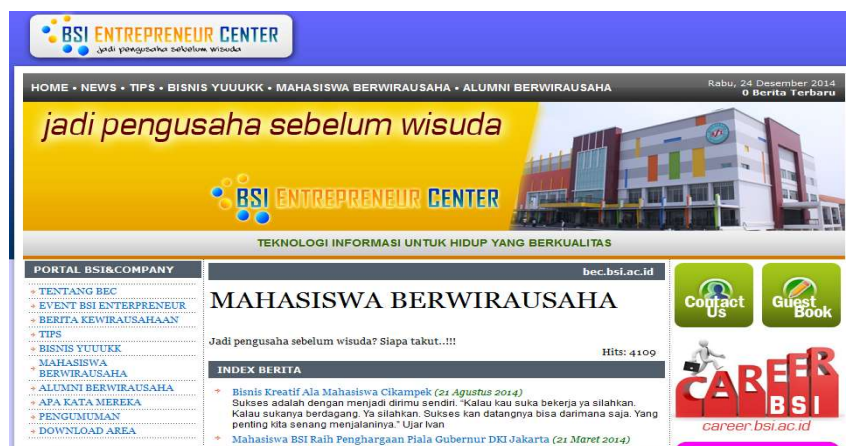 BSI ENTREPRENEUR CENTER
jadi pengusaha sebelum wisuda
HOME • NEWS • TIPS • BISNIS YUUUKK • MAHASISWA BERWIRAUSAHA • ALUMNI BERWIRAUSAHA
Rabu, 24 Desember 2014
0 Berita Terbaru
jadi pengusaha sebelum wisuda
BSI ENTREPRENEUR CENTER
TEKNOLOGI INFORMASI UNTUK HIDUP YANG BERKUALITAS
PORTAL BSI&COMPANY
TENTANG BEC
EVENT BSI ENTERPRENEUR
BERITA KEWIRAUSAHAAN
TIPS
BISNIS YUUUKK
MAHASISWA
BERWIRAUSAHA
ALUMNI BERWIRAUSAHA
APA KATA MEREKA
PENGUMUMAN
DOWNLOAD AREA
bec.bsi.ac.id
MAHASISWA BERWIRAUSAHA
Jadi pengusaha sebelum wisuda? Siapa takut..!!!
Hits: 4109
INDEX BERITA
Bisnis Kreatif Ala Mahasiswa Cikampek (21 Agustus 2014)
Sukses adalah dengan menjadi dirimu sendiri. "Kalau kau suka bekerja ya silahkan.
Kalau sukanya berdagang. Ya silahkan. Sukses kan datangnya bisa darimana saja. Yang
penting kita senang menjalaninya." Ujar Ivan
Mahasiswa BSI Raih Penghargaan Piala Gubernur DKI Jakarta (21 Maret 2014)
Contact
Us
Guest
Book
CAREER
BSI
career.bsi.ac.id